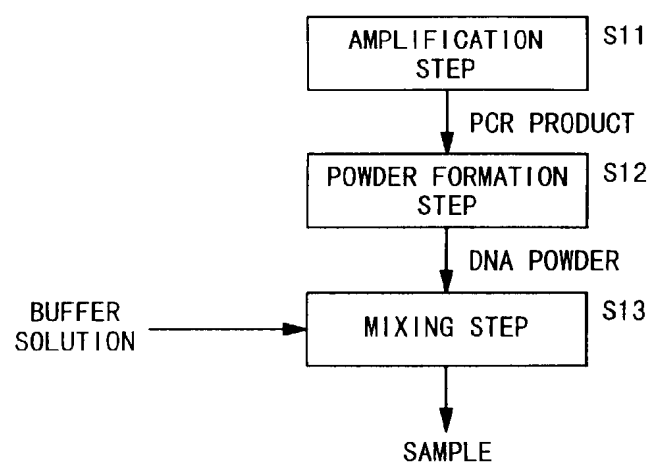 AMPLIFICATION
STEP
S11
PCR PRODUCT
POWDER FORMATION
STEP
S12
DNA POWDER
BUFFER
SOLUTION
MIXING STEP
S13
SAMPLE